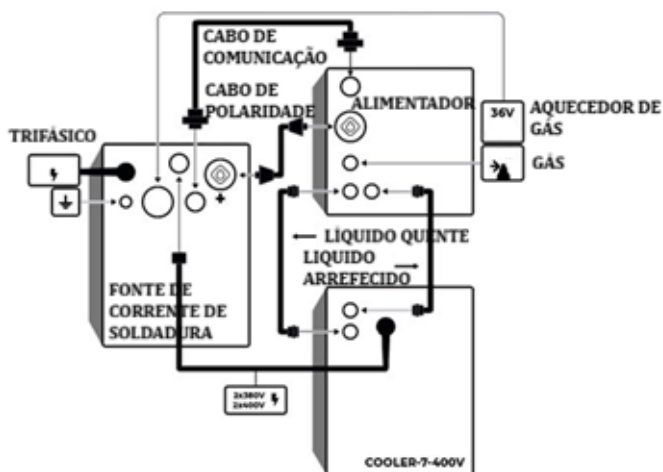 CABO DE
COMUNICAÇÃO
CABO DE
POLARIDADE
ALIMENTADOR
36V
AQUECEDOR DE
GÁS
GÁS
TRIFÁSICO
+
LÍQUIDO QUENTE
LIQUIDO
ARREFECIDO
FONTE DE
CORRENTE DE
SOLDADURA
2x380V
2x400V
COOLER-7-400V